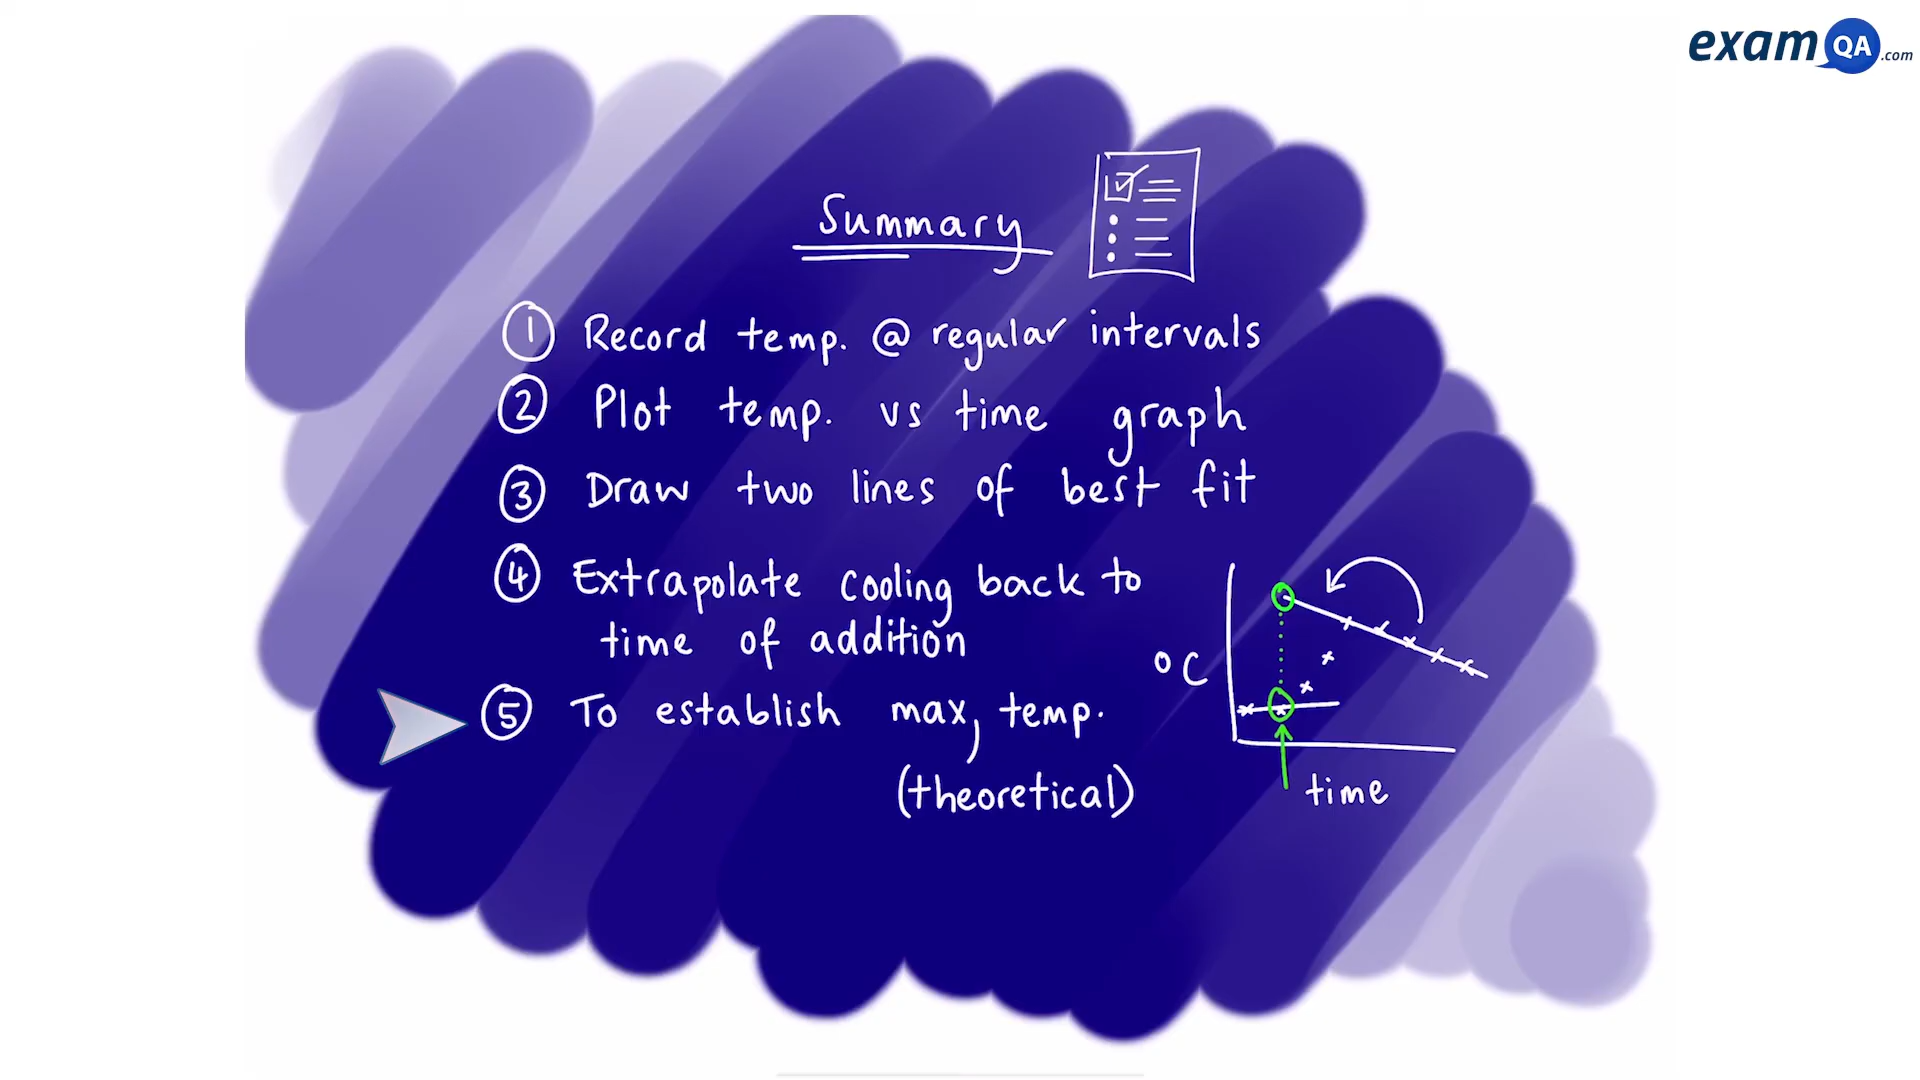 examQA.com
Summary
1 Record temp. @ regular intervals
2 Plot temp. vs time graph
3 Draw two lines of best fit
4 Extrapolate cooling back to
time of addition
5 To establish max, temp.
(theoretical)
°C
time